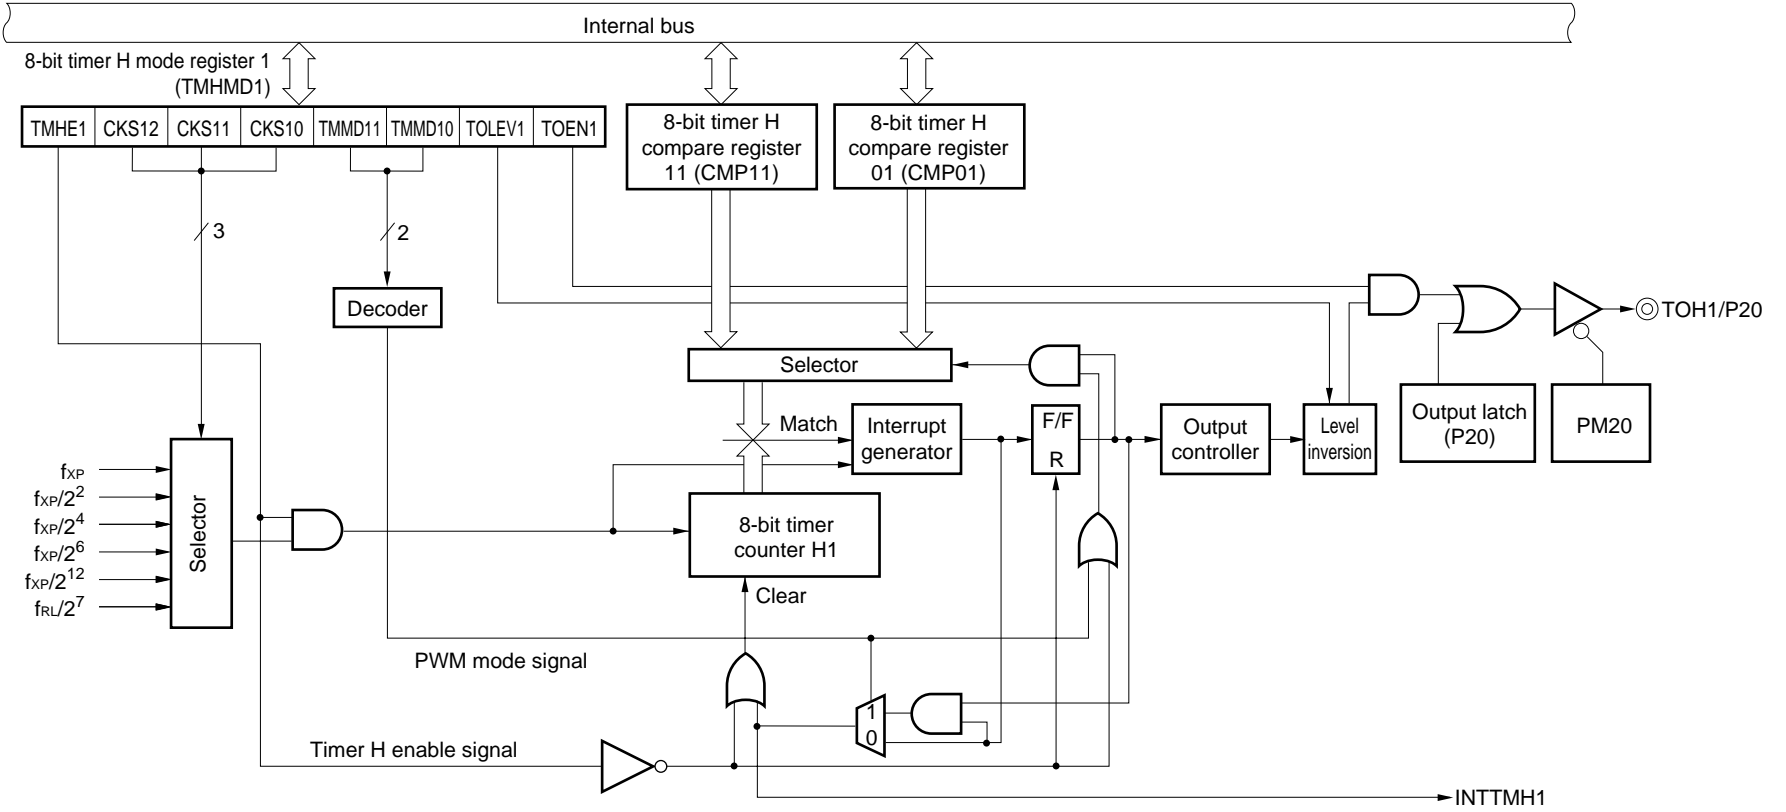 Internal bus
8-bit timer H mode register 1
(TMHMD1)
TMHE1 CKS12 CKS11 CKS10 TMMD11 TMMD10 TOLEV1 TOEN1
8-bit timer H
compare register
11 (CMP11)
8-bit timer H
compare register
01 (CMP01)
3
2
Decoder
TOH1/P20
Selector
Match
Interrupt
generator
F/F
R
Output
controller
Level
inversion
Output latch
(P20)
PM20
fXP
fXP/2²
fXP/2⁴
fXP/2⁶
fXP/2¹²
fRL/2⁷
Selector
8-bit timer
counter H1
Clear
PWM mode signal
1
0
Timer H enable signal
INTTMH1